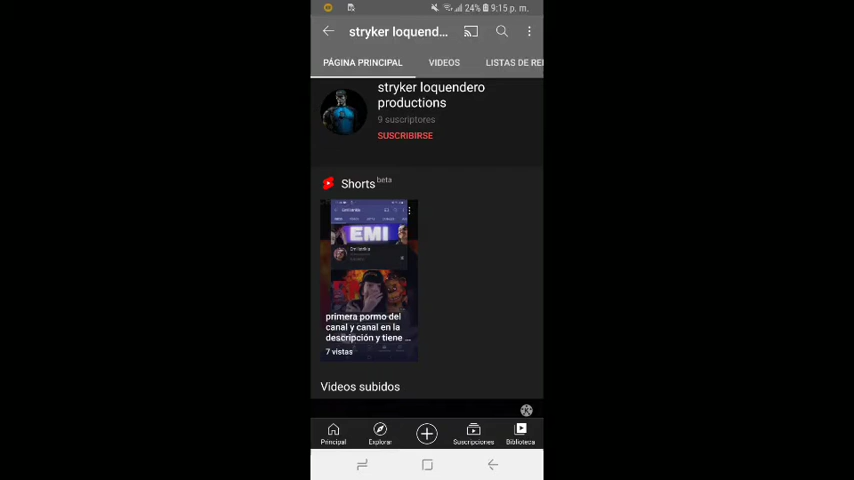 24% 9:15 p. m.
stryker loquend...
PÁGINA PRINCIPAL VIDEOS LISTAS DE RE
stryker loquendero
productions
9 suscriptores
SUSCRIBIRSE
Shorts beta
EMI
primera pormo del
canal y canal en la
descripción y tiene ...
7 vistas
Videos subidos
Principal Explorar Suscripciones Biblioteca